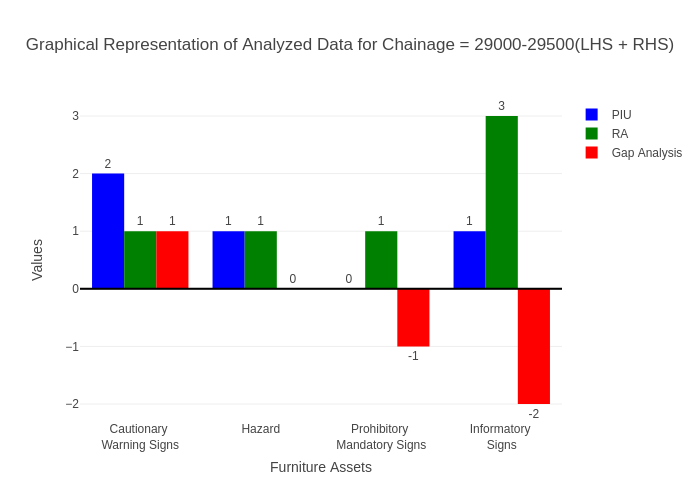 Graphical Representation of Analyzed Data for Chainage = 29000-29500(LHS + RHS)
PIU
RA
Gap Analysis
Values
3
2
1
0
−1
−2
2
1
1
1
1
0
0
1
-1
1
3
-2
Cautionary
Warning Signs
Hazard
Prohibitory
Mandatory Signs
Informatory
Signs
Furniture Assets